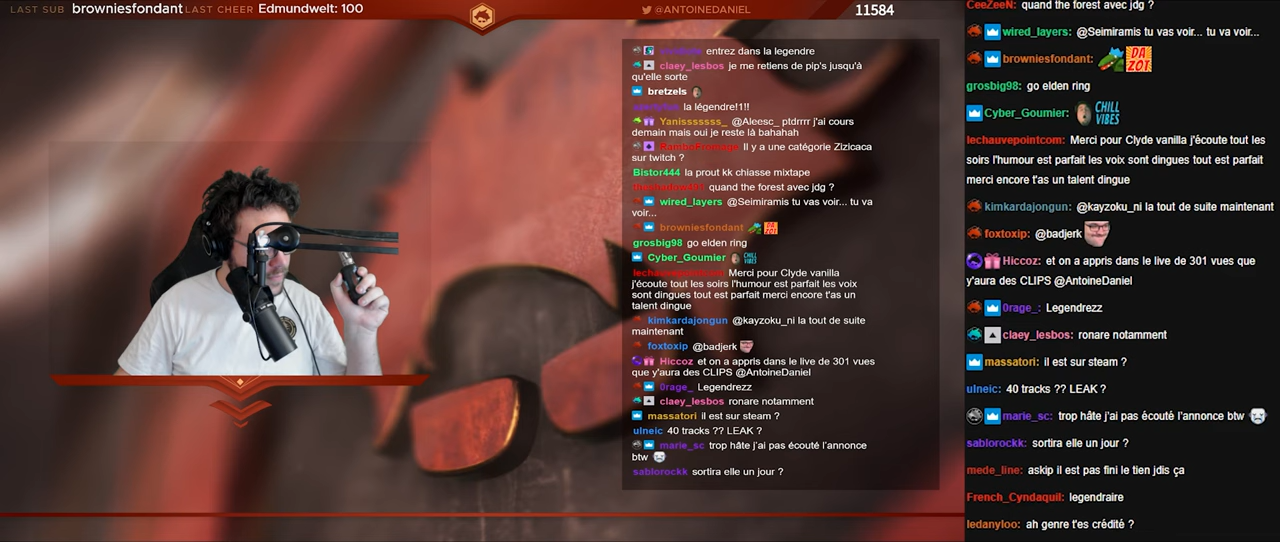 LAST SUB browniesfondant LAST CHEER Edmundwelt: 100
@ANTOINEDANIEL
11584
entrez dans la legendre
claey_lesbos je me retiens de pip's jusqu'à
qu'elle sorte
bretzels
la légendre!1!!
Yanisssssss_ @Aleesc_ ptdrrrr j'ai cours
demain mais oui je reste là bahahah
RamboFromage Il y a une catégorie Zizicaca
sur twitch ?
Bistor444 la prout kk chiasse mixtape
quand the forest avec jdg ?
wired_layers @Seimiramis tu vas voir... tu va
voir...
browniesfondant DA ZOT
grosbig98 go elden ring
Cyber_Goumier CHILL VIBES
lechauvepointcom Merci pour Clyde vanilla
j'écoute tout les soirs l'humour est parfait les voix
sont dingues tout est parfait merci encore t'as un
talent dingue
kimkardajongun @kayzoku_ni la tout de suite
maintenant
foxtoxip @badjerk
Hiccoz et on a appris dans le live de 301 vues
que y'aura des CLIPS @AntoineDaniel
0rage_ Legendrezz
claey_lesbos ronare notamment
massatori il est sur steam ?
ulneic 40 tracks ?? LEAK ?
marie_sc trop hâte j'ai pas écouté l'annonce
btw
sablorockk sortira elle un jour ?
CeeZeeN: quand the forest avec jdg ?
wired_layers: @Seimiramis tu vas voir... tu va voir...
browniesfondant: DA ZOT
grosbig98: go elden ring
Cyber_Goumier: CHILL VIBES
lechauvepointcom: Merci pour Clyde vanilla j'écoute tout les
soirs l'humour est parfait les voix sont dingues tout est parfait
merci encore t'as un talent dingue
kimkardajongun: @kayzoku_ni la tout de suite maintenant
foxtoxip: @badjerk
Hiccoz: et on a appris dans le live de 301 vues que
y'aura des CLIPS @AntoineDaniel
0rage_: Legendrezz
claey_lesbos: ronare notamment
massatori: il est sur steam ?
ulneic: 40 tracks ?? LEAK ?
marie_sc: trop hâte j'ai pas écouté l'annonce btw
sablorockk: sortira elle un jour ?
mede_line: askip il est pas fini le tien jdis ça
French_Cyndaquil: legendraire
ledanyloo: ah genre t'es crédité ?